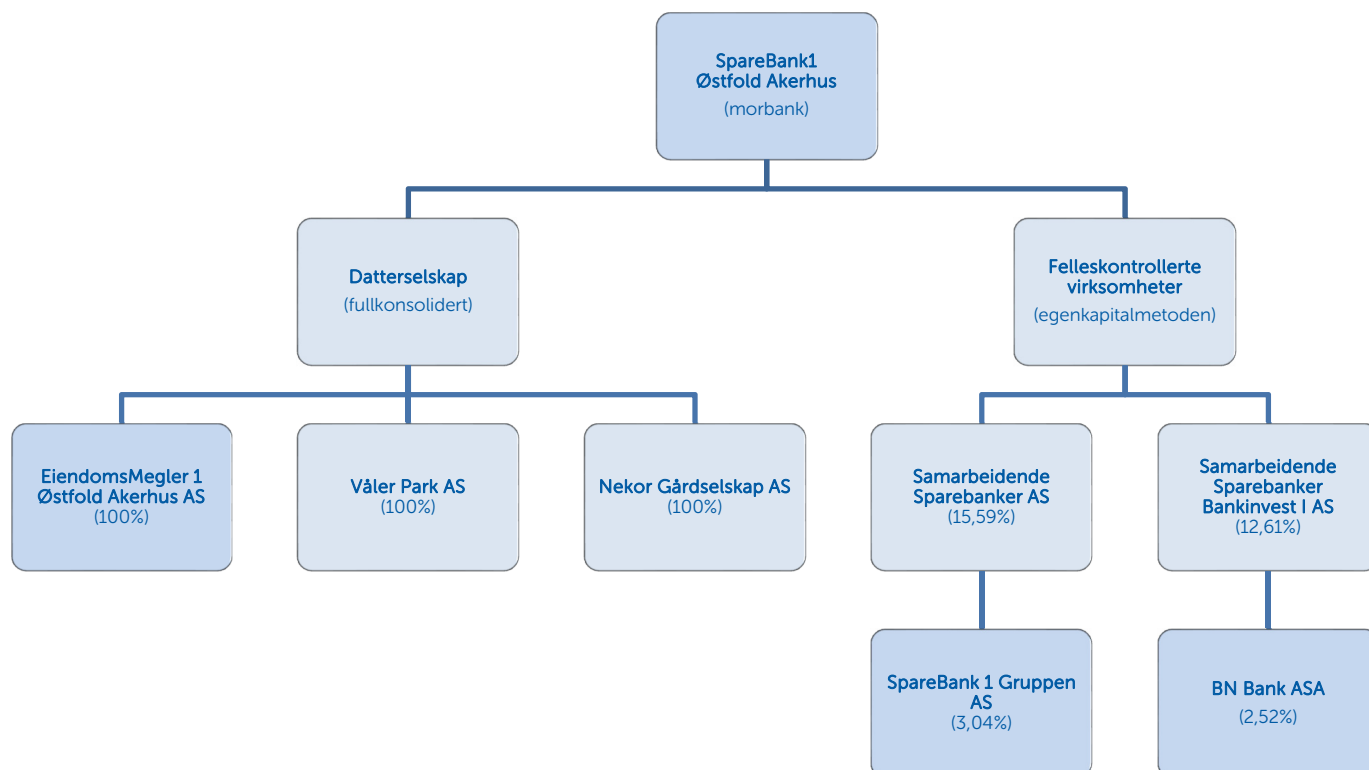 SpareBank1
Østfold Akerhus
(morbank)
Datterselskap
(fullkonsolidert)
Felleskontrollerte
virksomheter
(egenkapitalmetoden)
EiendomsMegler 1
Østfold Akerhus AS
(100%)
Våler Park AS
(100%)
Nekor Gårdselskap AS
(100%)
Samarbeidende
Sparebanker AS
(15,59%)
Samarbeidende
Sparebanker
Bankinvest I AS
(12,61%)
SpareBank 1 Gruppen
AS
(3,04%)
BN Bank ASA
(2,52%)